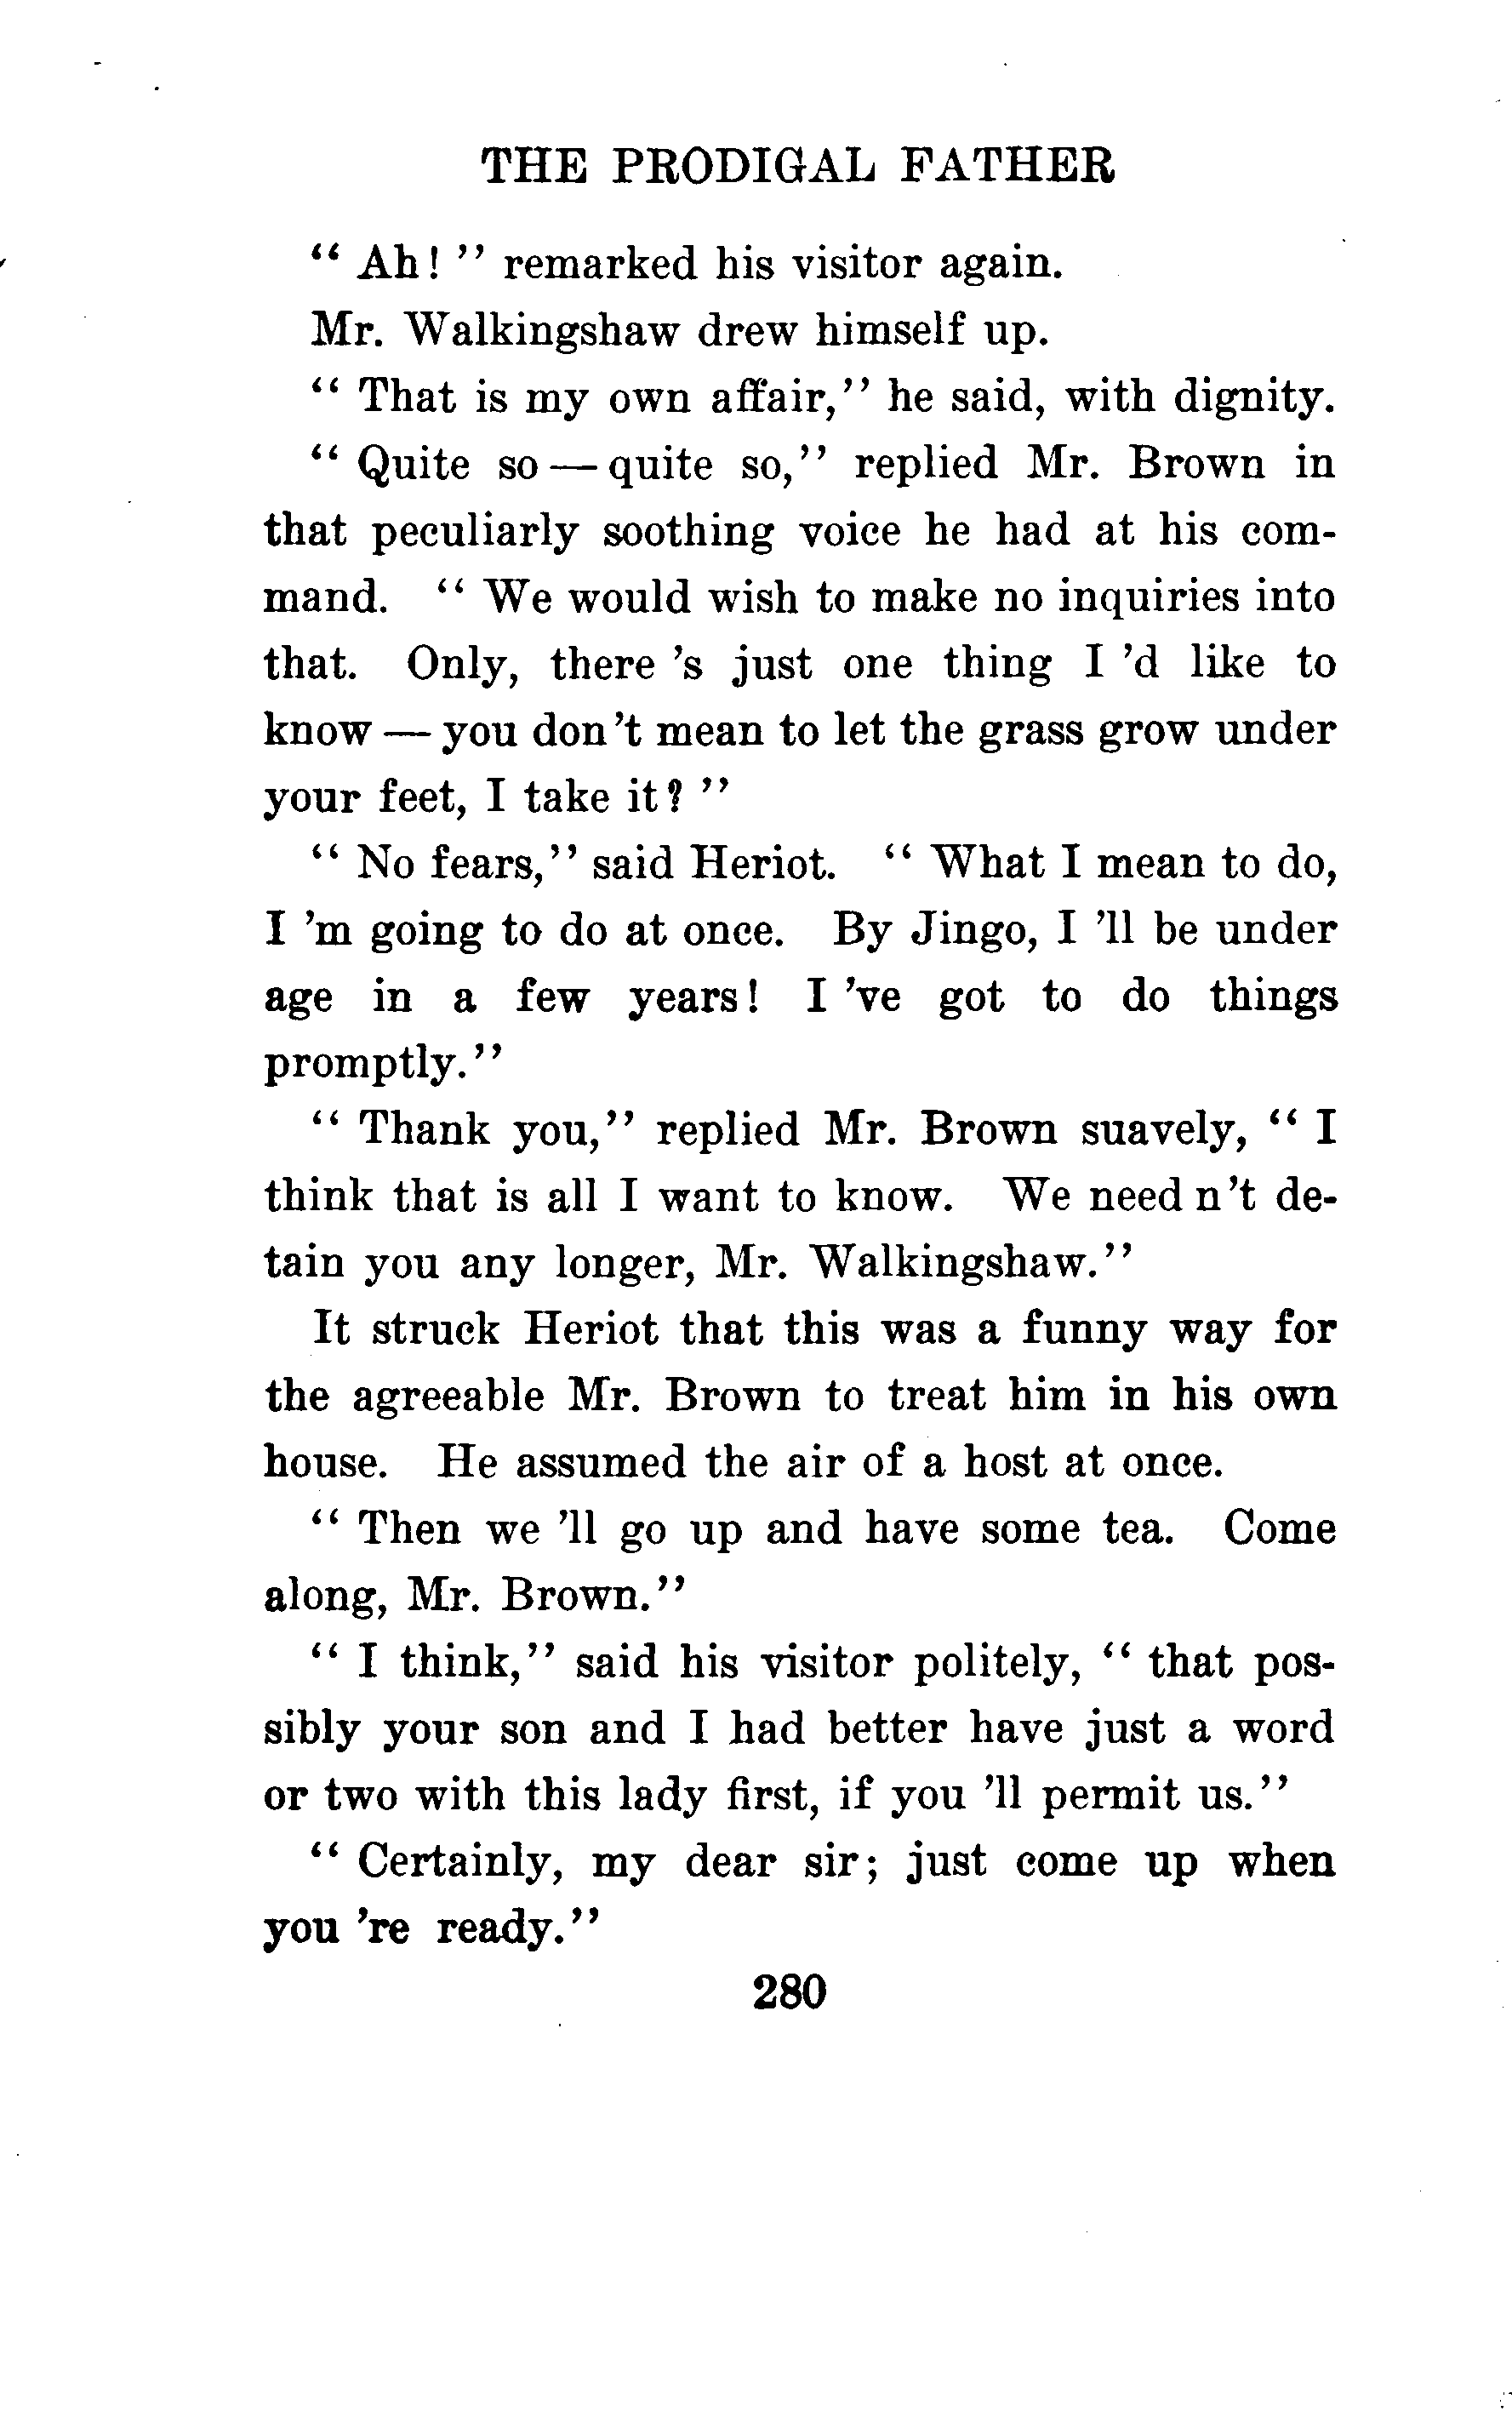 THE PRODIGAL FATHER
“ Ah! ” remarked his visitor again.
Mr. Walkingshaw drew himself up.
“ That is my own affair,” he said, with dignity.
“ Quite so — quite so,” replied Mr. Brown in
that peculiarly soothing voice he had at his com-
mand. “ We would wish to make no inquiries into
that. Only, there ’s just one thing I ’d like to
know — you don’t mean to let the grass grow under
your feet, I take it? ”
“ No fears,” said Heriot. “ What I mean to do,
I ’m going to do at once. By Jingo, I ’ll be under
age in a few years! I ’ve got to do things
promptly.”
“ Thank you,” replied Mr. Brown suavely, “ I
think that is all I want to know. We need n’t de-
tain you any longer, Mr. Walkingshaw.”
It struck Heriot that this was a funny way for
the agreeable Mr. Brown to treat him in his own
house. He assumed the air of a host at once.
“ Then we ’ll go up and have some tea. Come
along, Mr. Brown.”
“ I think,” said his visitor politely, “ that pos-
sibly your son and I had better have just a word
or two with this lady first, if you ’ll permit us.”
“ Certainly, my dear sir; just come up when
you ’re ready.”
280